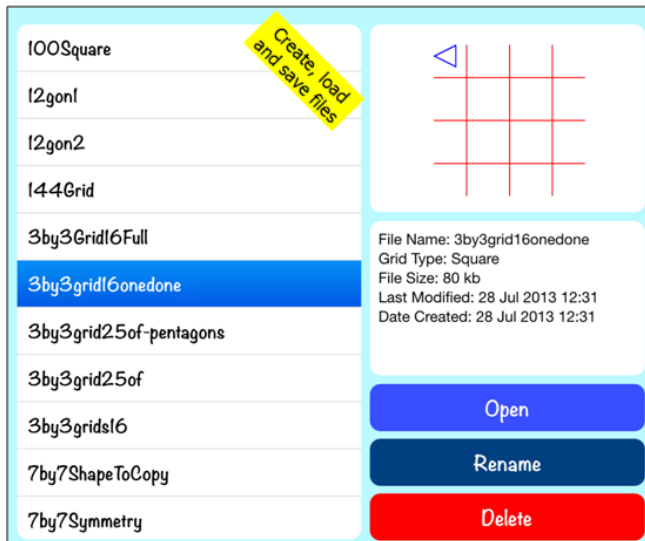 100Square
12gon1
12gon2
144Grid
3by3Grid16Full
3by3grid16onedone
3by3grid25of-pentagons
3by3grid25of
3by3grids16
7by7ShapeToCopy
7by7Symmetry
Create, load
and save files
File Name: 3by3grid16onedone
Grid Type: Square
File Size: 80 kb
Last Modified: 28 Jul 2013 12:31
Date Created: 28 Jul 2013 12:31
Open
Rename
Delete